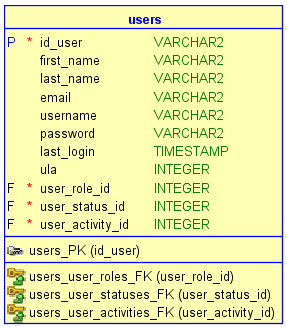 users
P * id_user VARCHAR2
first_name VARCHAR2
last_name VARCHAR2
email VARCHAR2
username VARCHAR2
password VARCHAR2
last_login TIMESTAMP
ula INTEGER
F * user_role_id INTEGER
F * user_status_id INTEGER
F * user_activity_id INTEGER
users_PK (id_user)
users_user_roles_FK (user_role_id)
users_user_statuses_FK (user_status_id)
users_user_activities_FK (user_activity_id)